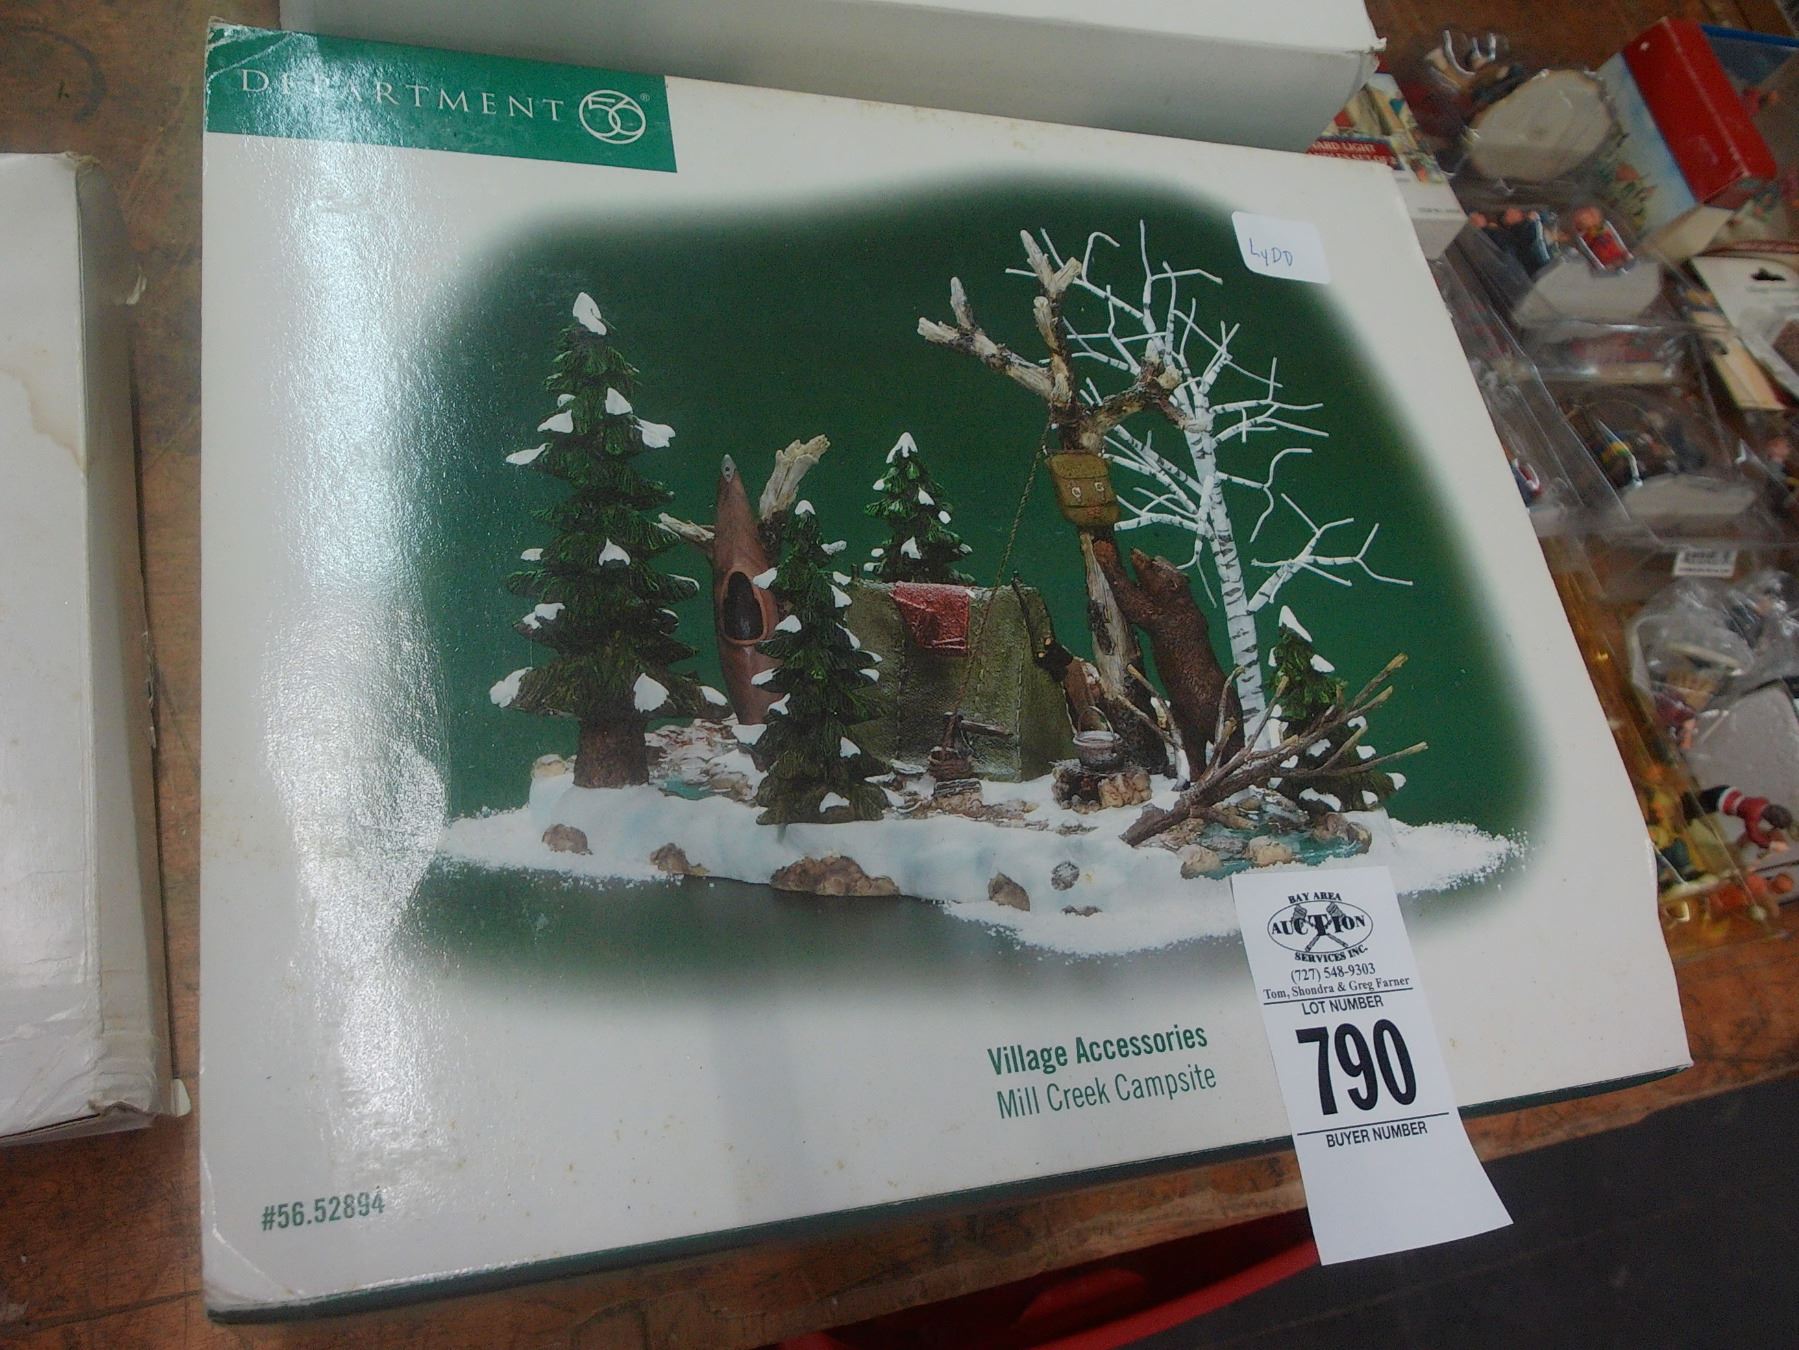 DEPARTMENT 56®
LyDD
BAY AREA
AUCTION
SERVICES INC.
(727) 548-9303
Tom, Shondra & Greg Farner
LOT NUMBER
790
BUYER NUMBER
Village Accessories
Mill Creek Campsite
#56.52894